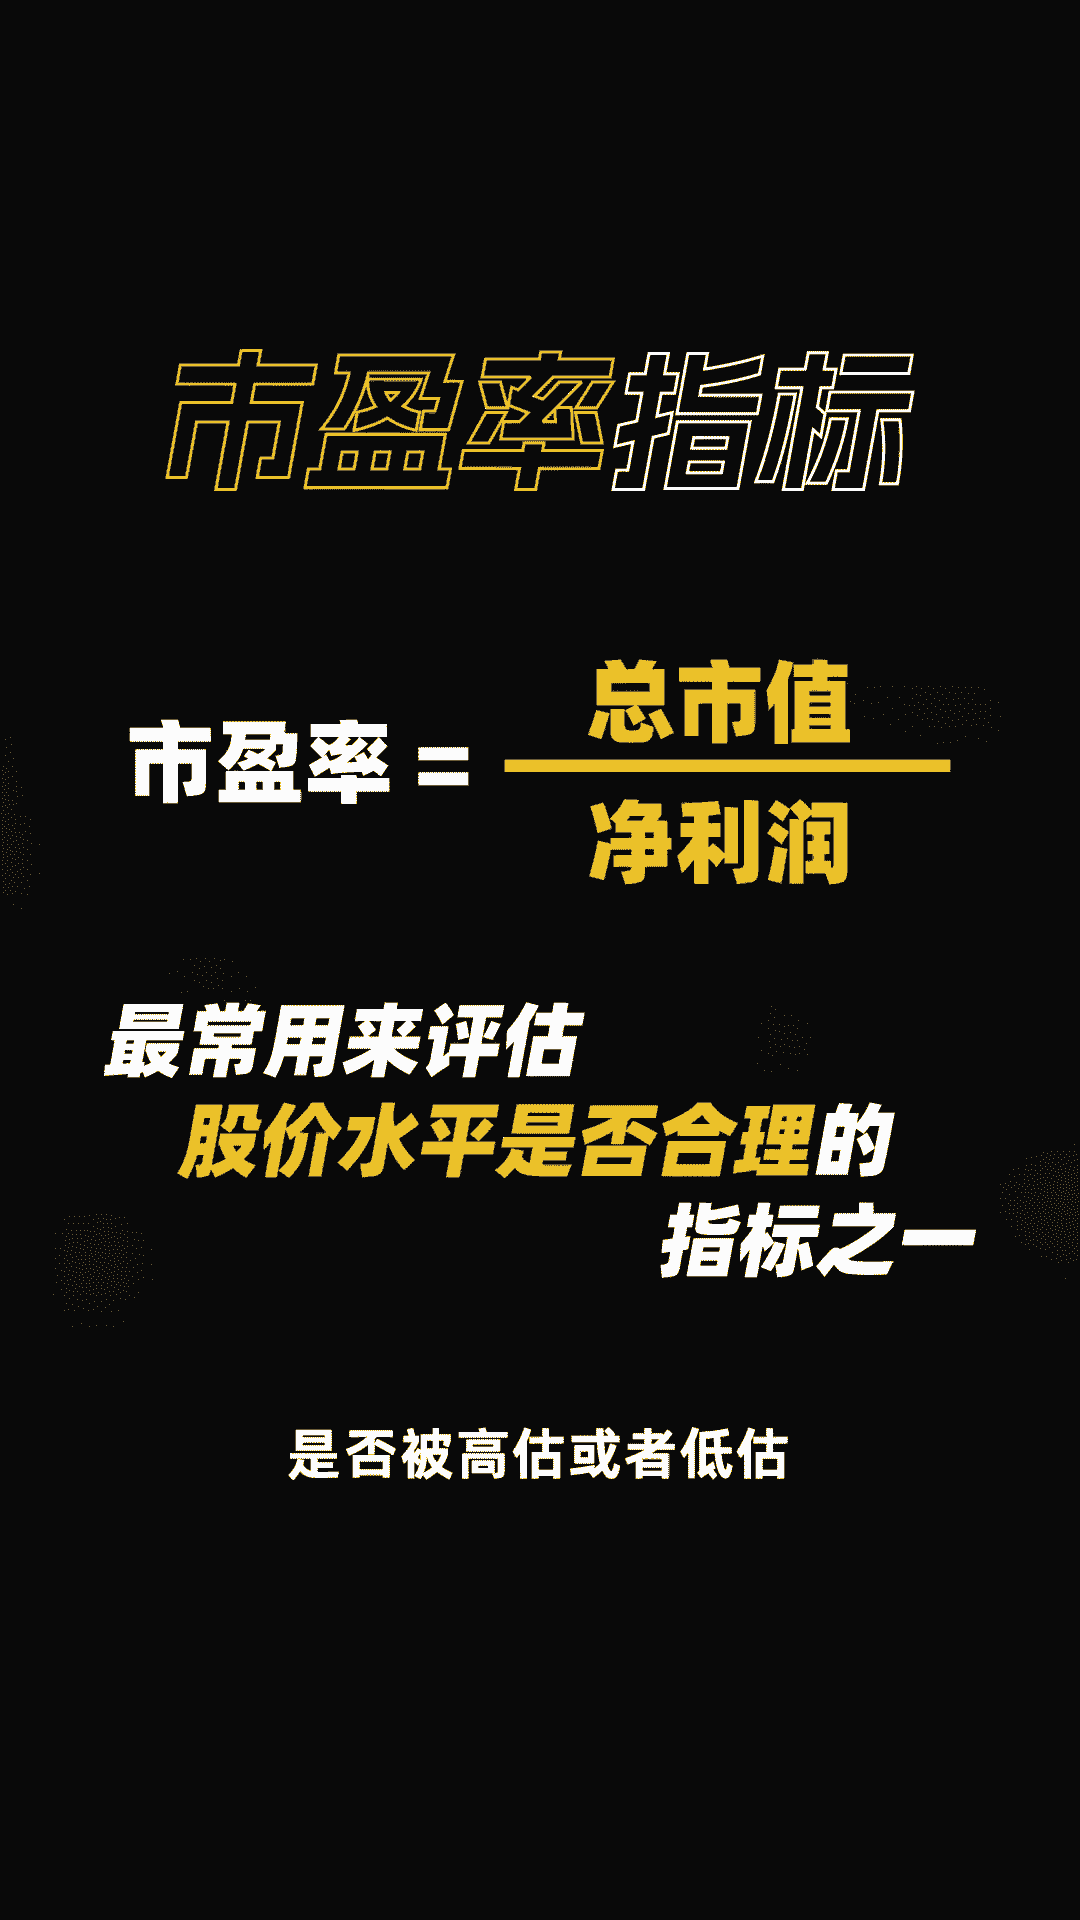 市盈率指标
市盈率 = 总市值
净利润
最常用来评估
股价水平是否合理的
指标之一
是否被高估或者低估